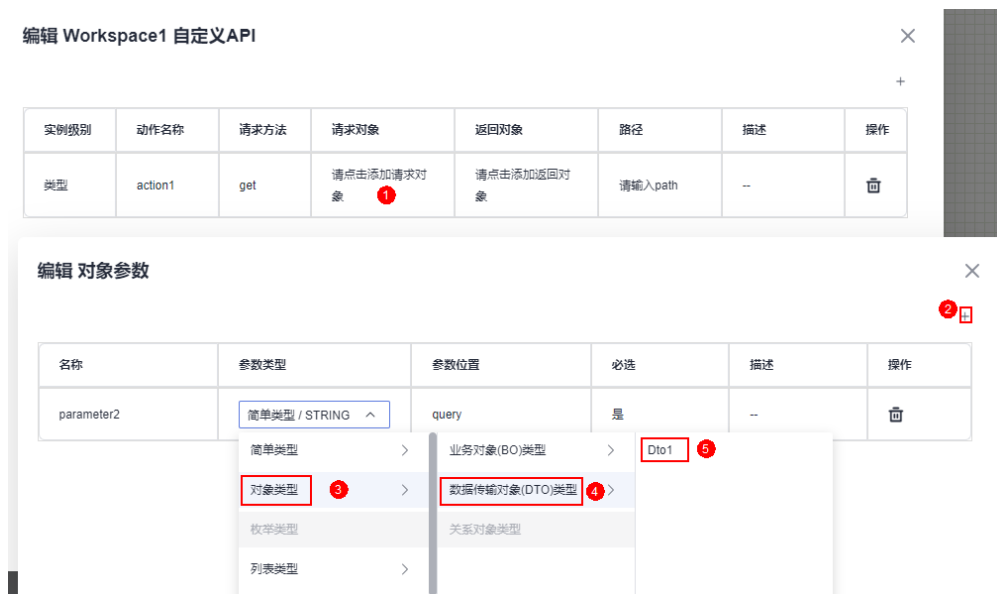 编辑 Workspace1 自定义API
实例级别 动作名称 请求方法 请求对象 返回对象 路径 描述 操作
类型 action1 get 请点击添加请求对 请点击添加返回对 请输入path --
象 1 象
编辑 对象参数
2 +
名称 参数类型 参数位置 必选 描述 操作
parameter2 简单类型 / STRING query 是 --
简单类型 业务对象(BO)类型 Dto1 5
对象类型 3 数据传输对象(DTO)类型 4
枚举类型 关系对象类型
列表类型